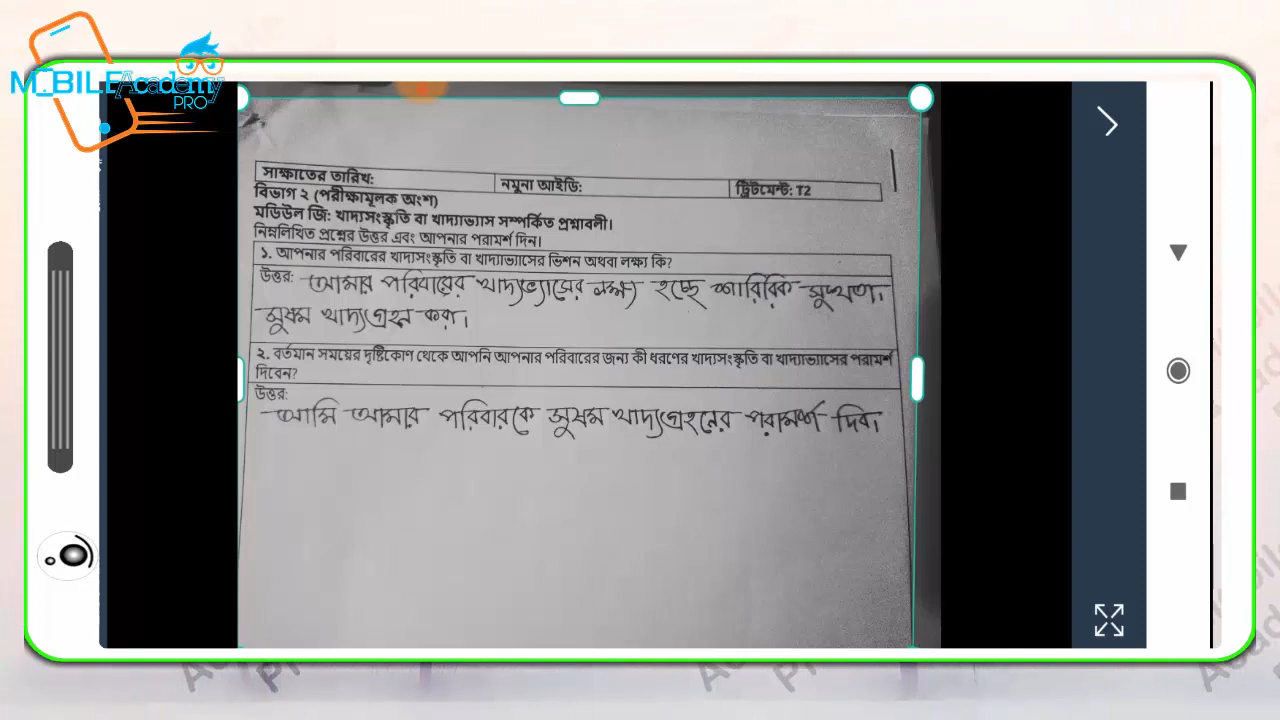 MOBILE Academy
PRO
সাক্ষাতের তারিখ: নমুনা আইডি: ট্রিটমেন্ট: T2
বিভাগ ২ (পরীক্ষামূলক অংশ)
মডিউল জি: খাদ্যসংস্কৃতি বা খাদ্যাভ্যাস সম্পর্কিত প্রশ্নাবলী।
নিম্নলিখিত প্রশ্নের উত্তর এবং আপনার পরামর্শ দিন।
১. আপনার পরিবারের খাদ্যসংস্কৃতি বা খাদ্যাভ্যাসের ভিশন অথবা লক্ষ্য কি?
উত্তর: আমার পরিবারের খাদ্যভ্যাসের লক্ষ্য হচ্ছে শারিরিক সুস্থতা।
সুষম খাদ্যগ্রহন করা।
২. বর্তমান সময়ের দৃষ্টিকোণ থেকে আপনি আপনার পরিবারের জন্য কী ধরণের খাদ্যসংস্কৃতি বা খাদ্যাভ্যাসের পরামর্শ
দিবেন?
উত্তর:
আমি আমার পরিবারকে সুষম খাদ্যগ্রহনের পরামর্শ দিব।